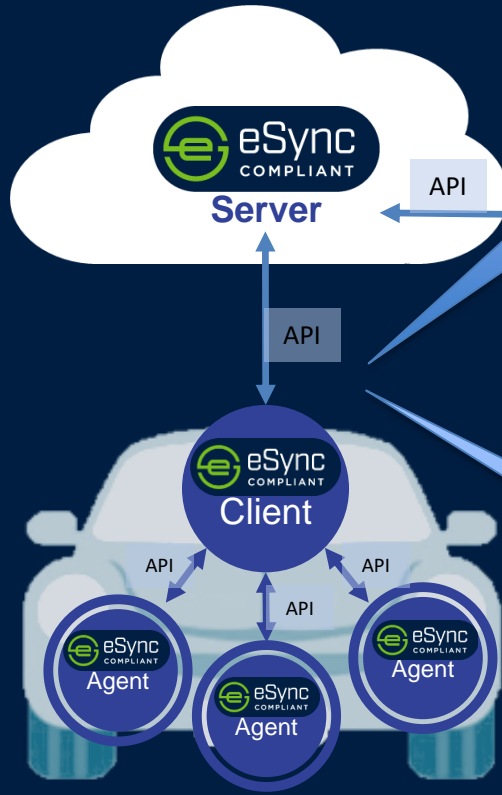 eSync
COMPLIANT
Server
API
API
eSync
COMPLIANT
Client
API
API
API
eSync
COMPLIANT
Agent
eSync
COMPLIANT
Agent
eSync
COMPLIANT
Agent